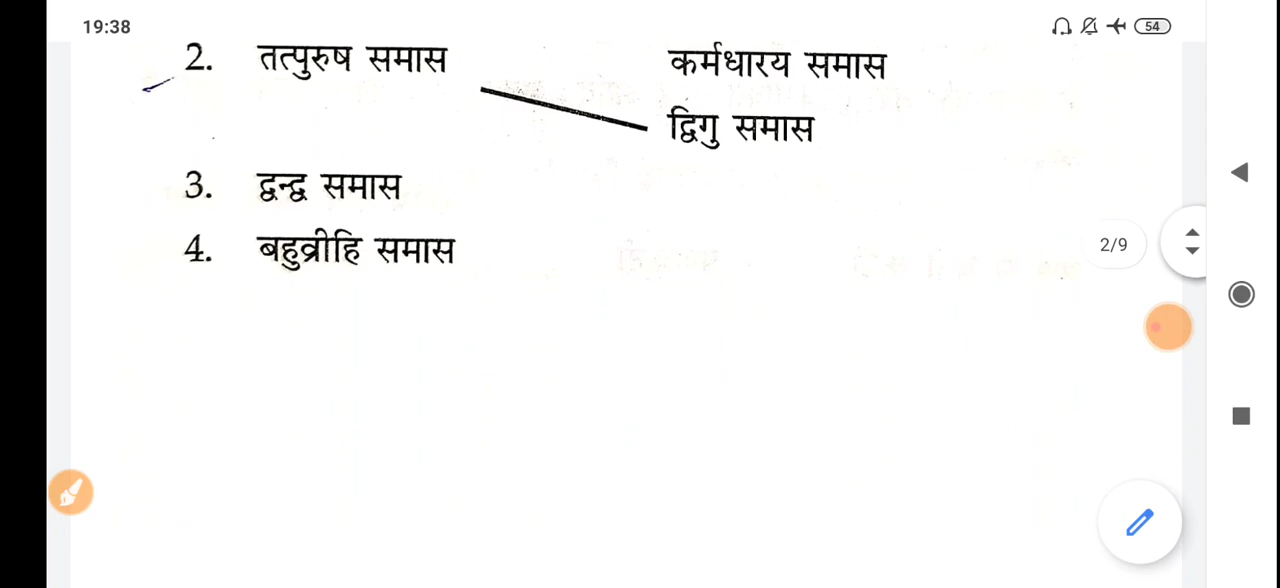 19:38
54
2. तत्पुरुष समास
कर्मधारय समास
द्विगु समास
3. द्वन्द्व समास
4. बहुव्रीहि समास
2/9